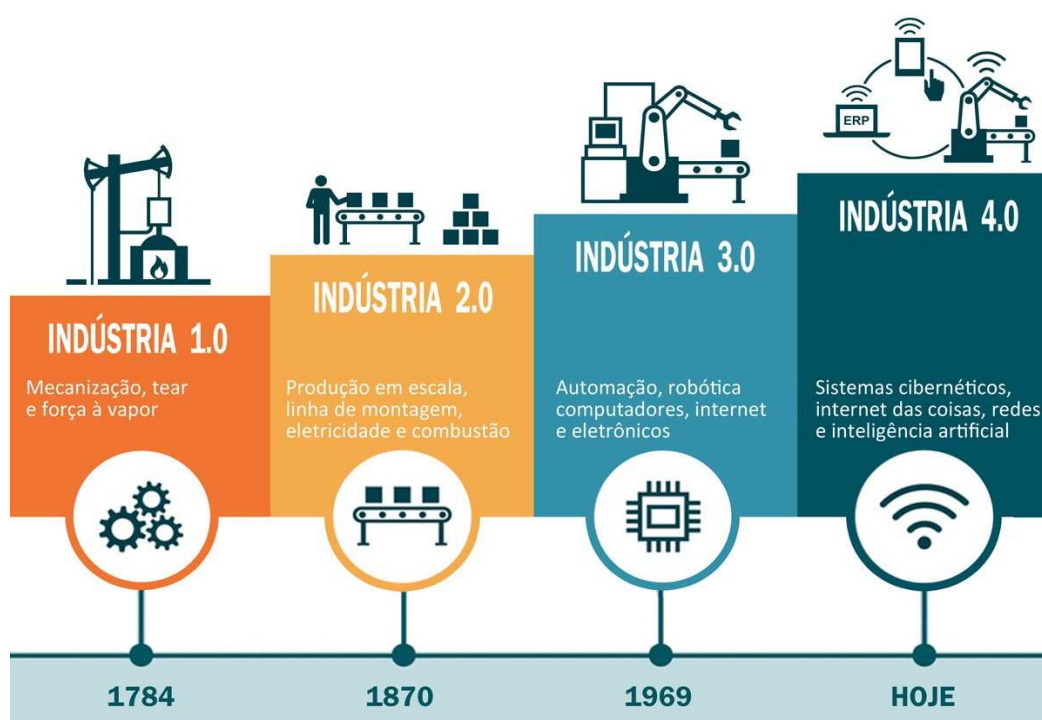 ERP
INDÚSTRIA 1.0
Mecanização, tear
e força à vapor
INDÚSTRIA 2.0
Produção em escala,
linha de montagem,
eletricidade e combustão
INDÚSTRIA 3.0
Automação, robótica
computadores, internet
e eletrônicos
INDÚSTRIA 4.0
Sistemas cibernéticos,
internet das coisas, redes
e inteligência artificial
1784
1870
1969
HOJE